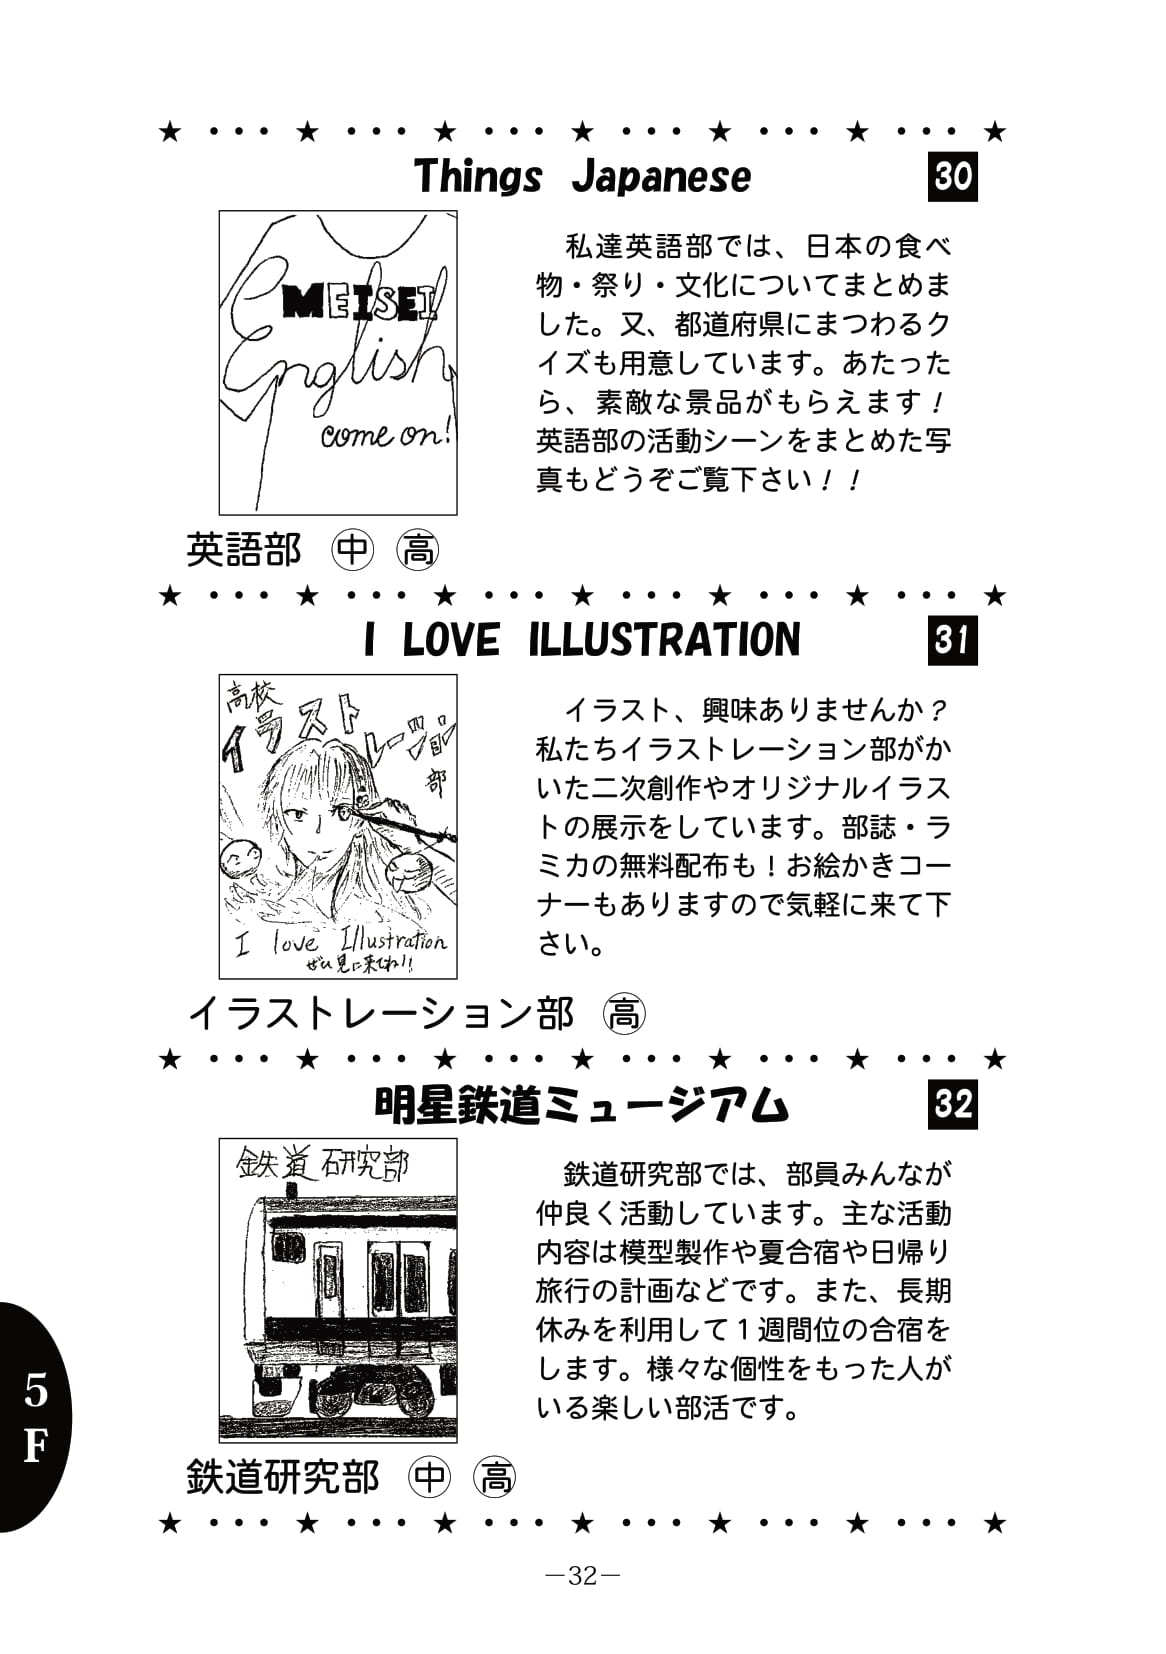 ★ ・・・ ★ ・・・ ★ ・・・ ★ ・・・ ★ ・・・ ★ ・・・ ★
Things Japanese
30
MEISEI
English
come on!
私達英語部では、日本の食べ
物・祭り・文化についてまとめま
した。又、都道府県にまつわるク
イズも用意しています。あたった
ら、素敵な景品がもらえます！
英語部の活動シーンをまとめた写
真もどうぞご覧下さい！！
英語部 ㊥ ㊤高
★ ・・・ ★ ・・・ ★ ・・・ ★ ・・・ ★ ・・・ ★ ・・・ ★
I LOVE ILLUSTRATION
31
高校
イラストレーション
部
I love Illustration
ぜひ見に来てね!!
イラスト、興味ありませんか？
私たちイラストレーション部がか
いた二次創作やオリジナルイラス
トの展示をしています。部誌・ラ
ミカの無料配布も！お絵かきコー
ナーもありますので気軽に来て下
さい。
イラストレーション部 高
★ ・・・ ★ ・・・ ★ ・・・ ★ ・・・ ★ ・・・ ★ ・・・ ★
明星鉄道ミュージアム
32
鉄道研究部
鉄道研究部では、部員みんなが
仲良く活動しています。主な活動
内容は模型製作や夏合宿や日帰り
旅行の計画などです。また、長期
休みを利用して１週間位の合宿を
します。様々な個性をもった人が
いる楽しい部活です。
鉄道研究部 中 高
★ ・・・ ★ ・・・ ★ ・・・ ★ ・・・ ★ ・・・ ★ ・・・ ★
5F
—32—